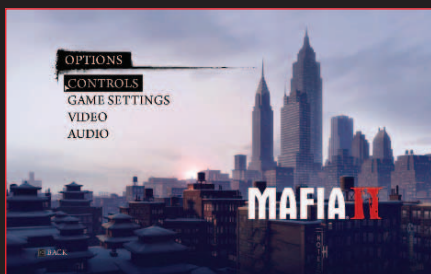 OPTIONS
CONTROLS
GAME SETTINGS
VIDEO
AUDIO
MAFIA II
BACK